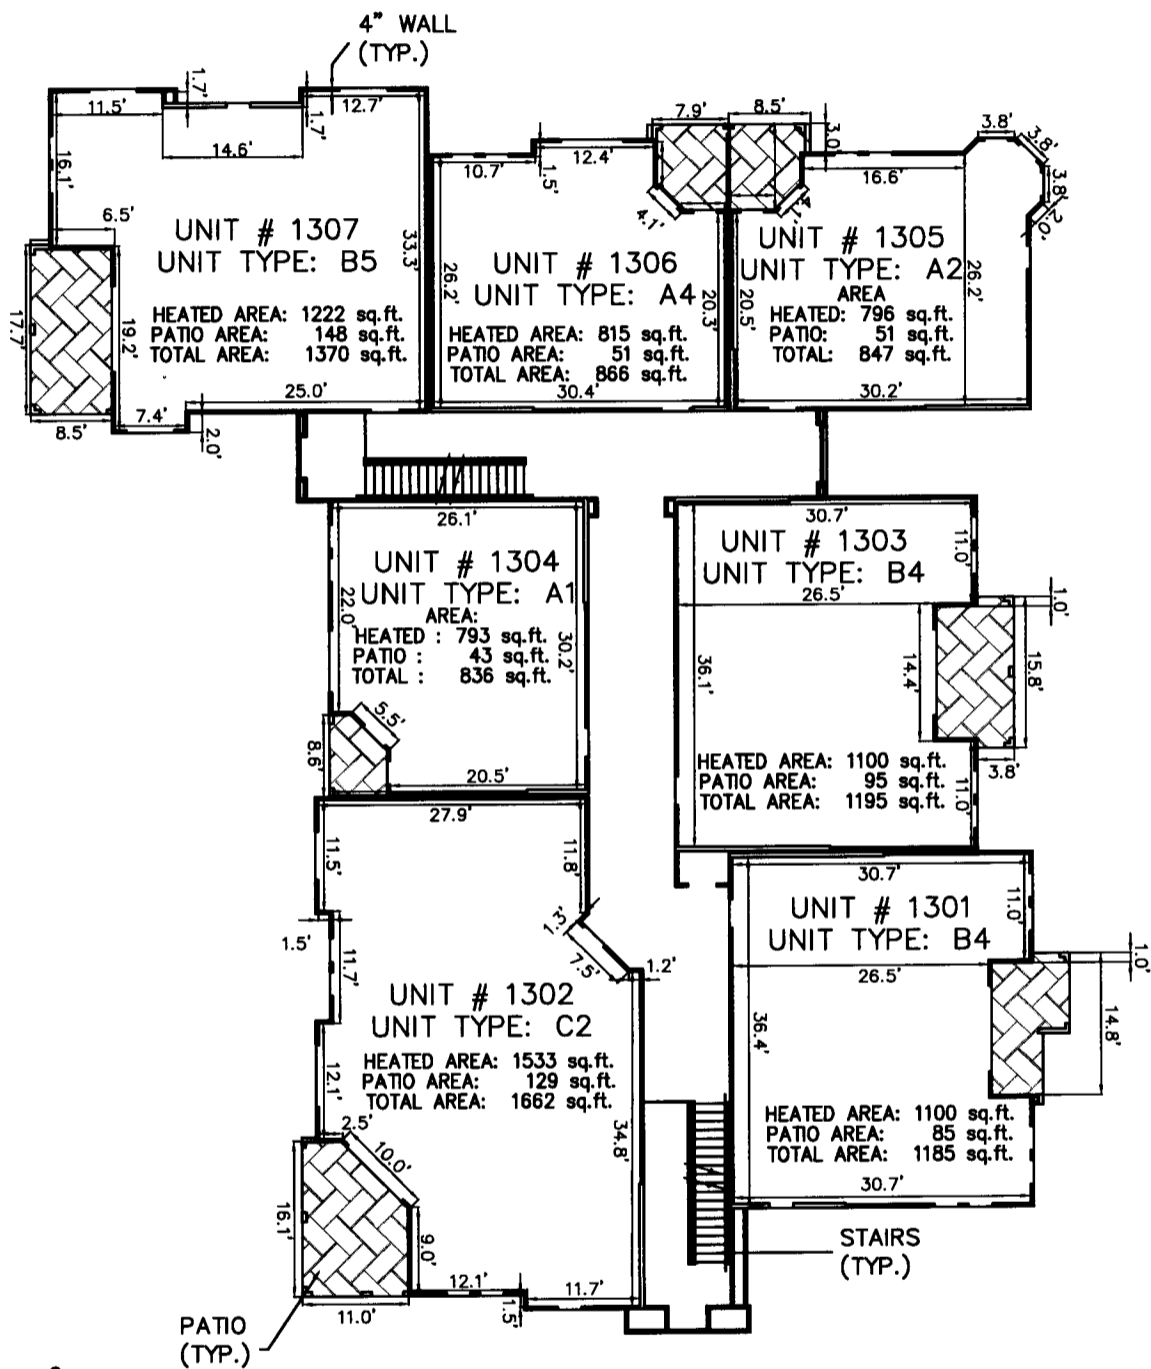 4" WALL
(TYP.)
1.7'
11.5'
12.7'
1.7'
14.6'
16.1'
6.5'
UNIT # 1307
UNIT TYPE: B5
33.3'
HEATED AREA: 1222 sq.ft.
PATIO AREA: 148 sq.ft.
TOTAL AREA: 1370 sq.ft.
17.7'
19.2'
25.0'
7.4'
8.5'
2.0'
7.9'
12.4'
10.7'
1.5'
4.1'
UNIT # 1306
UNIT TYPE: A4
26.2'
20.3'
HEATED AREA: 815 sq.ft.
PATIO AREA: 51 sq.ft.
TOTAL AREA: 866 sq.ft.
30.4'
8.5'
3.0'
3.8'
3.8'
3.8'
2.0'
16.6'
UNIT # 1305
UNIT TYPE: A2
AREA
HEATED: 796 sq.ft.
PATIO: 51 sq.ft.
TOTAL: 847 sq.ft.
20.5'
26.2'
30.2'
26.1'
UNIT # 1304
UNIT TYPE: A1
AREA:
HEATED : 793 sq.ft.
PATIO : 43 sq.ft.
TOTAL : 836 sq.ft.
22.0'
30.2'
5.5'
8.6'
20.5'
30.7'
UNIT # 1303
UNIT TYPE: B4
11.0'
26.5'
1.0'
36.1'
14.4'
15.8'
HEATED AREA: 1100 sq.ft.
PATIO AREA: 95 sq.ft.
TOTAL AREA: 1195 sq.ft.
3.8'
11.0'
27.9'
11.5'
11.8'
1.3'
7.5'
1.2'
1.5'
11.7'
UNIT # 1302
UNIT TYPE: C2
HEATED AREA: 1533 sq.ft.
PATIO AREA: 129 sq.ft.
TOTAL AREA: 1662 sq.ft.
12.1'
2.5'
10.0'
34.8'
16.1'
9.0'
12.1'
11.7'
11.0'
1.5'
30.7'
11.0'
UNIT # 1301
UNIT TYPE: B4
26.5'
1.0'
36.4'
14.8'
HEATED AREA: 1100 sq.ft.
PATIO AREA: 85 sq.ft.
TOTAL AREA: 1185 sq.ft.
30.7'
STAIRS
(TYP.)
PATIO
(TYP.)